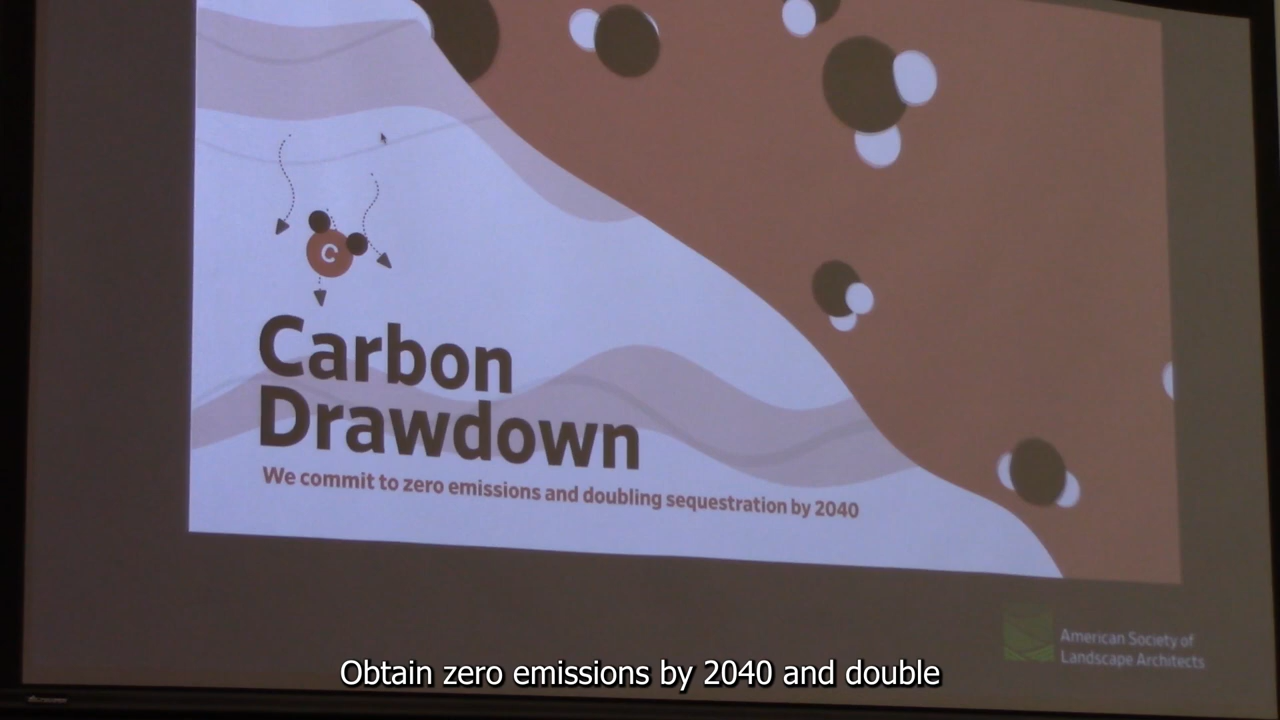 C
Carbon
Drawdown
We commit to zero emissions and doubling sequestration by 2040
American Society of
Landscape Architects
Obtain zero emissions by 2040 and double